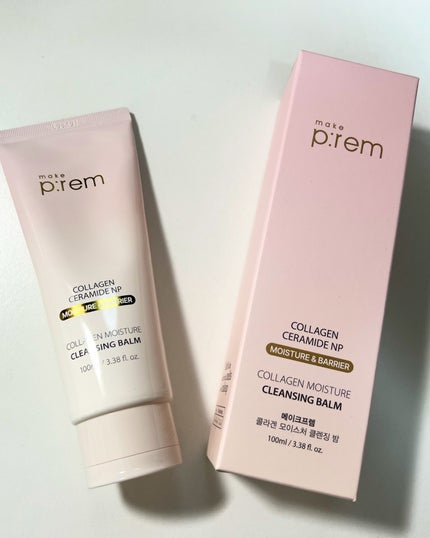 make
p:rem
COLLAGEN
CERAMIDE NP
MOISTURE & BARRIER
COLLAGEN MOISTURE
CLEANSING BALM
100ml / 3.38 fl. oz.
make
p:rem
COLLAGEN
CERAMIDE NP
MOISTURE & BARRIER
COLLAGEN MOISTURE
CLEANSING BALM
메이크프렘
콜라겐 모이스처 클렌징 밤
100ml / 3.38 fl. oz.